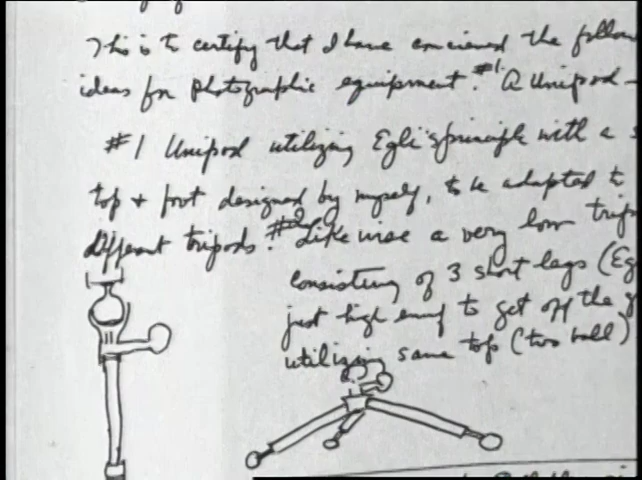 This is to certify that I have concieved the follow
ideas for photographic equipment. #1 A Unipod -
#1 Unipod utilizing Egli's principle with a s
top + foot designed by myself, to be adapted to
different tripods. #2 Likewise a very low trip
consisting of 3 short legs (Eg
just high enuf to get off the g
utilizing same top (two ball)